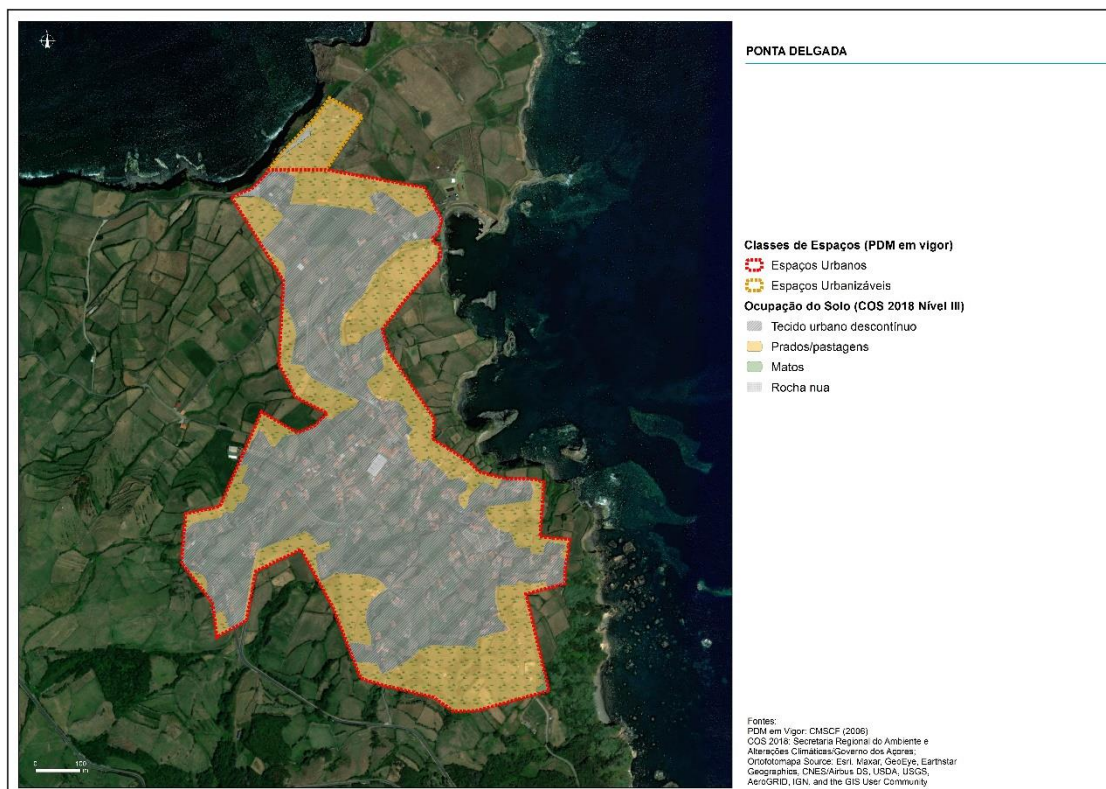 PONTA DELGADA
Classes de Espaços (PDM em vigor)
Espaços Urbanos
Espaços Urbanizáveis
Ocupação do Solo (COS 2018 Nível III)
Tecido urbano descontínuo
Prados/pastagens
Matos
Rocha nua
Fontes:
PDM em Vigor: CMSCF (2006)
COS 2018: Secretaria Regional do Ambiente e
Alterações Climáticas/Governo dos Açores;
Ortofotomapa Source: Esri, Maxar, GeoEye, Earthstar
Geographics, CNES/Airbus DS, USDA, USGS,
AeroGRID, IGN, and the GIS User Community
0 100
m